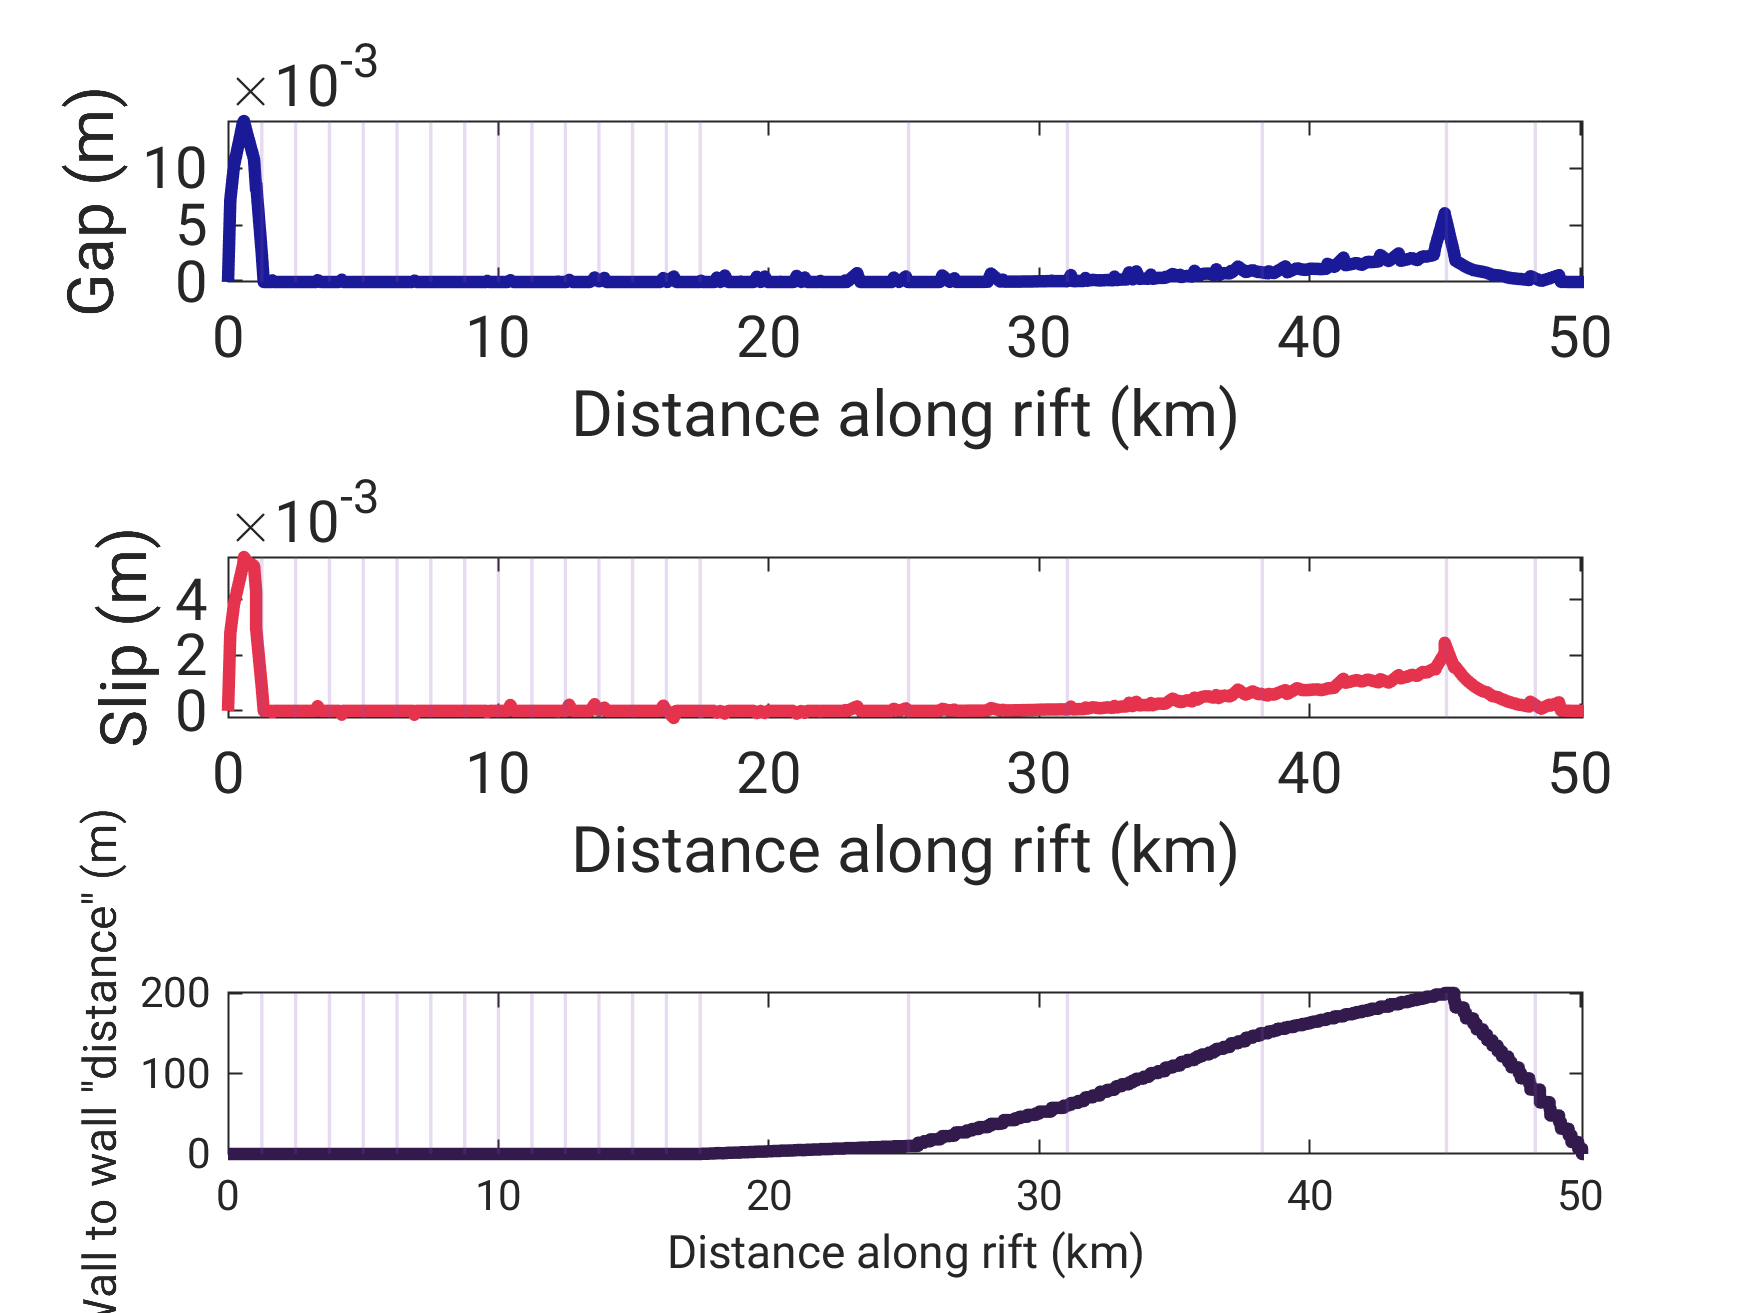 ×10-3
Gap (m)
10
5
0
0 10 20 30 40 50
Distance along rift (km)
×10-3
Slip (m)
4
2
0
0 10 20 30 40 50
Distance along rift (km)
to wall "distance" (m)
200
100
0
0 10 20 30 40 50
Distance along rift (km)